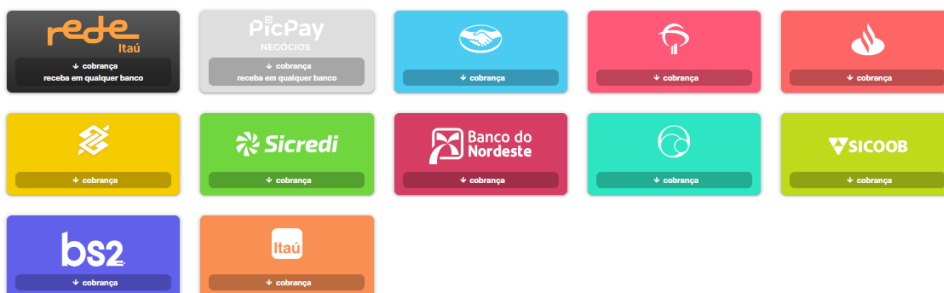 rede
Itaú
↓ cobrança
receba em qualquer banco
PicPay
NEGÓCIOS
↓ cobrança
receba em qualquer banco
↓ cobrança
↓ cobrança
↓ cobrança
↓ cobrança
Sicredi
↓ cobrança
Banco do
Nordeste
↓ cobrança
↓ cobrança
SICOOB
↓ cobrança
bs2
↓ cobrança
Itaú
↓ cobrança